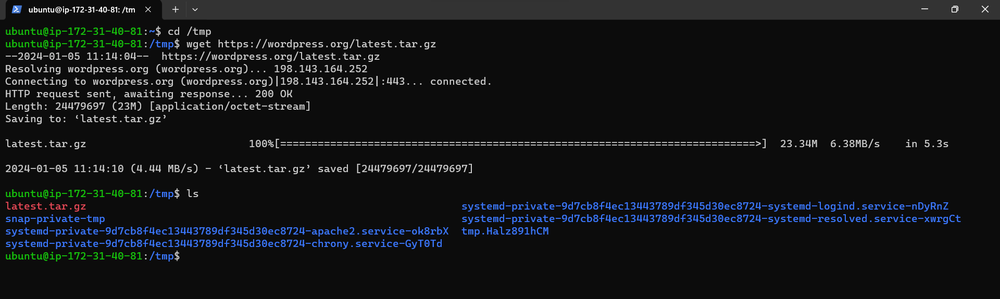 ubuntu@ip-172-31-40-81: /tm
ubuntu@ip-172-31-40-81:~$ cd /tmp
ubuntu@ip-172-31-40-81:/tmp$ wget https://wordpress.org/latest.tar.gz
--2024-01-05 11:14:04--  https://wordpress.org/latest.tar.gz
Resolving wordpress.org (wordpress.org)... 198.143.164.252
Connecting to wordpress.org (wordpress.org)|198.143.164.252|:443... connected.
HTTP request sent, awaiting response... 200 OK
Length: 24479697 (23M) [application/octet-stream]
Saving to: ‘latest.tar.gz’
latest.tar.gz                          100%[============================================================================>]  23.34M  6.38MB/s    in 5.3s
2024-01-05 11:14:10 (4.44 MB/s) - ‘latest.tar.gz’ saved [24479697/24479697]
ubuntu@ip-172-31-40-81:/tmp$ ls
latest.tar.gz                                                            systemd-private-9d7cb8f4ec13443789df345d30ec8724-systemd-logind.service-nDyRnZ
snap-private-tmp                                                         systemd-private-9d7cb8f4ec13443789df345d30ec8724-systemd-resolved.service-xwrgCt
systemd-private-9d7cb8f4ec13443789df345d30ec8724-apache2.service-ok8rbX  tmp.Halz891hCM
systemd-private-9d7cb8f4ec13443789df345d30ec8724-chrony.service-GyT0Td
ubuntu@ip-172-31-40-81:/tmp$